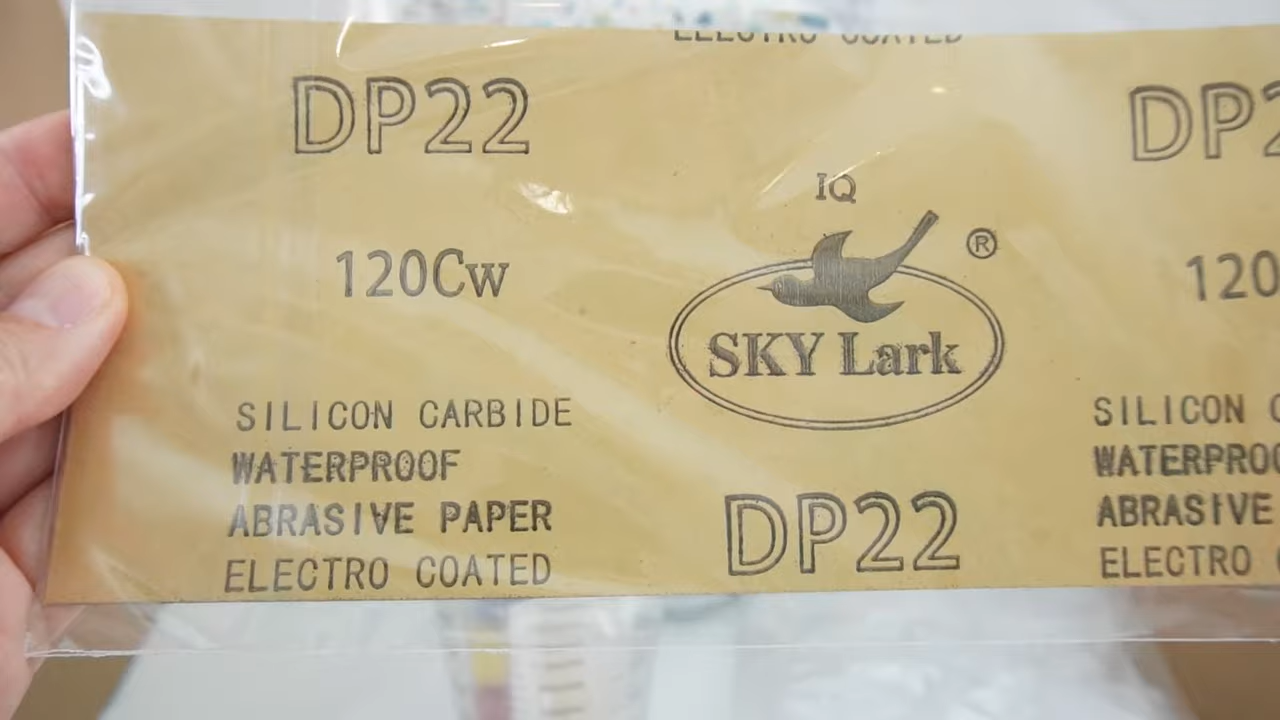 ELECTRO COATED
DP22
IQ
®
120Cw
SKY Lark
SILICON CARBIDE
WATERPROOF
ABRASIVE PAPER
ELECTRO COATED
DP22
DP2
120
SILICON C
WATERPROO
ABRASIVE
ELECTRO